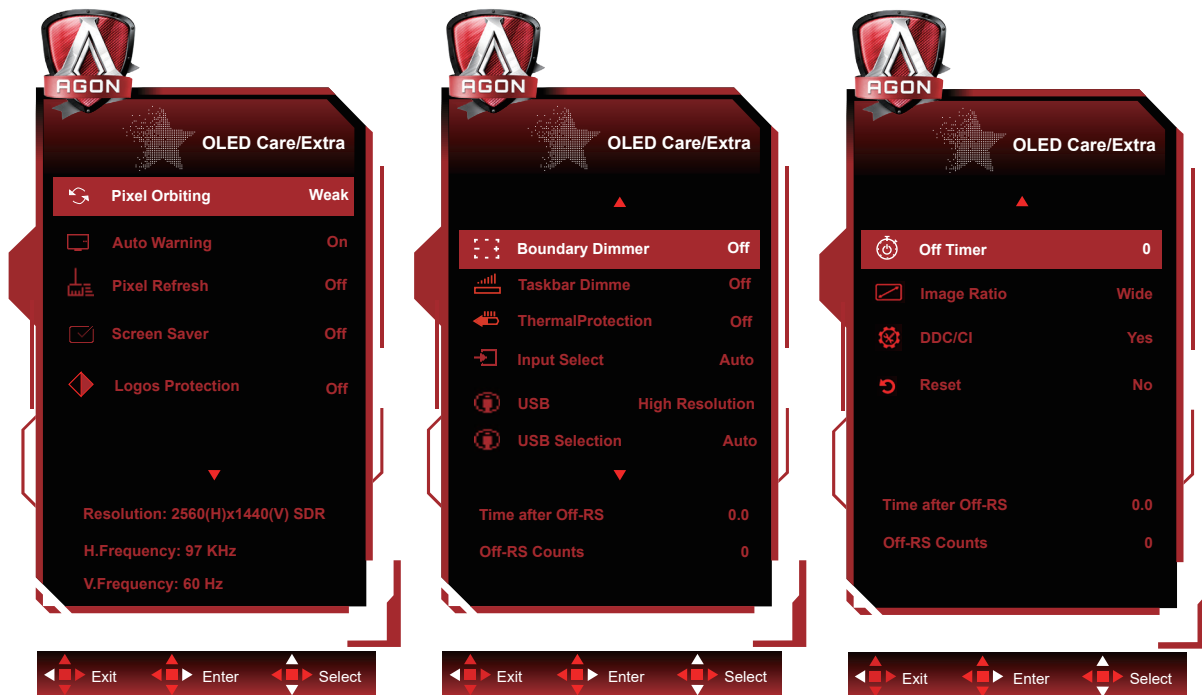 AGON
OLED Care/Extra
Pixel Orbiting Weak
Auto Warning On
Pixel Refresh Off
Screen Saver Off
Logos Protection Off
Resolution: 2560(H)x1440(V) SDR
H.Frequency: 97 KHz
V.Frequency: 60 Hz
Exit Enter Select
AGON
OLED Care/Extra
Boundary Dimmer Off
Taskbar Dimme Off
ThermalProtection Off
Input Select Auto
USB High Resolution
USB Selection Auto
Time after Off-RS 0.0
Off-RS Counts 0
Exit Enter Select
AGON
OLED Care/Extra
Off Timer 0
Image Ratio Wide
DDC/CI Yes
Reset No
Time after Off-RS 0.0
Off-RS Counts 0
Exit Enter Select